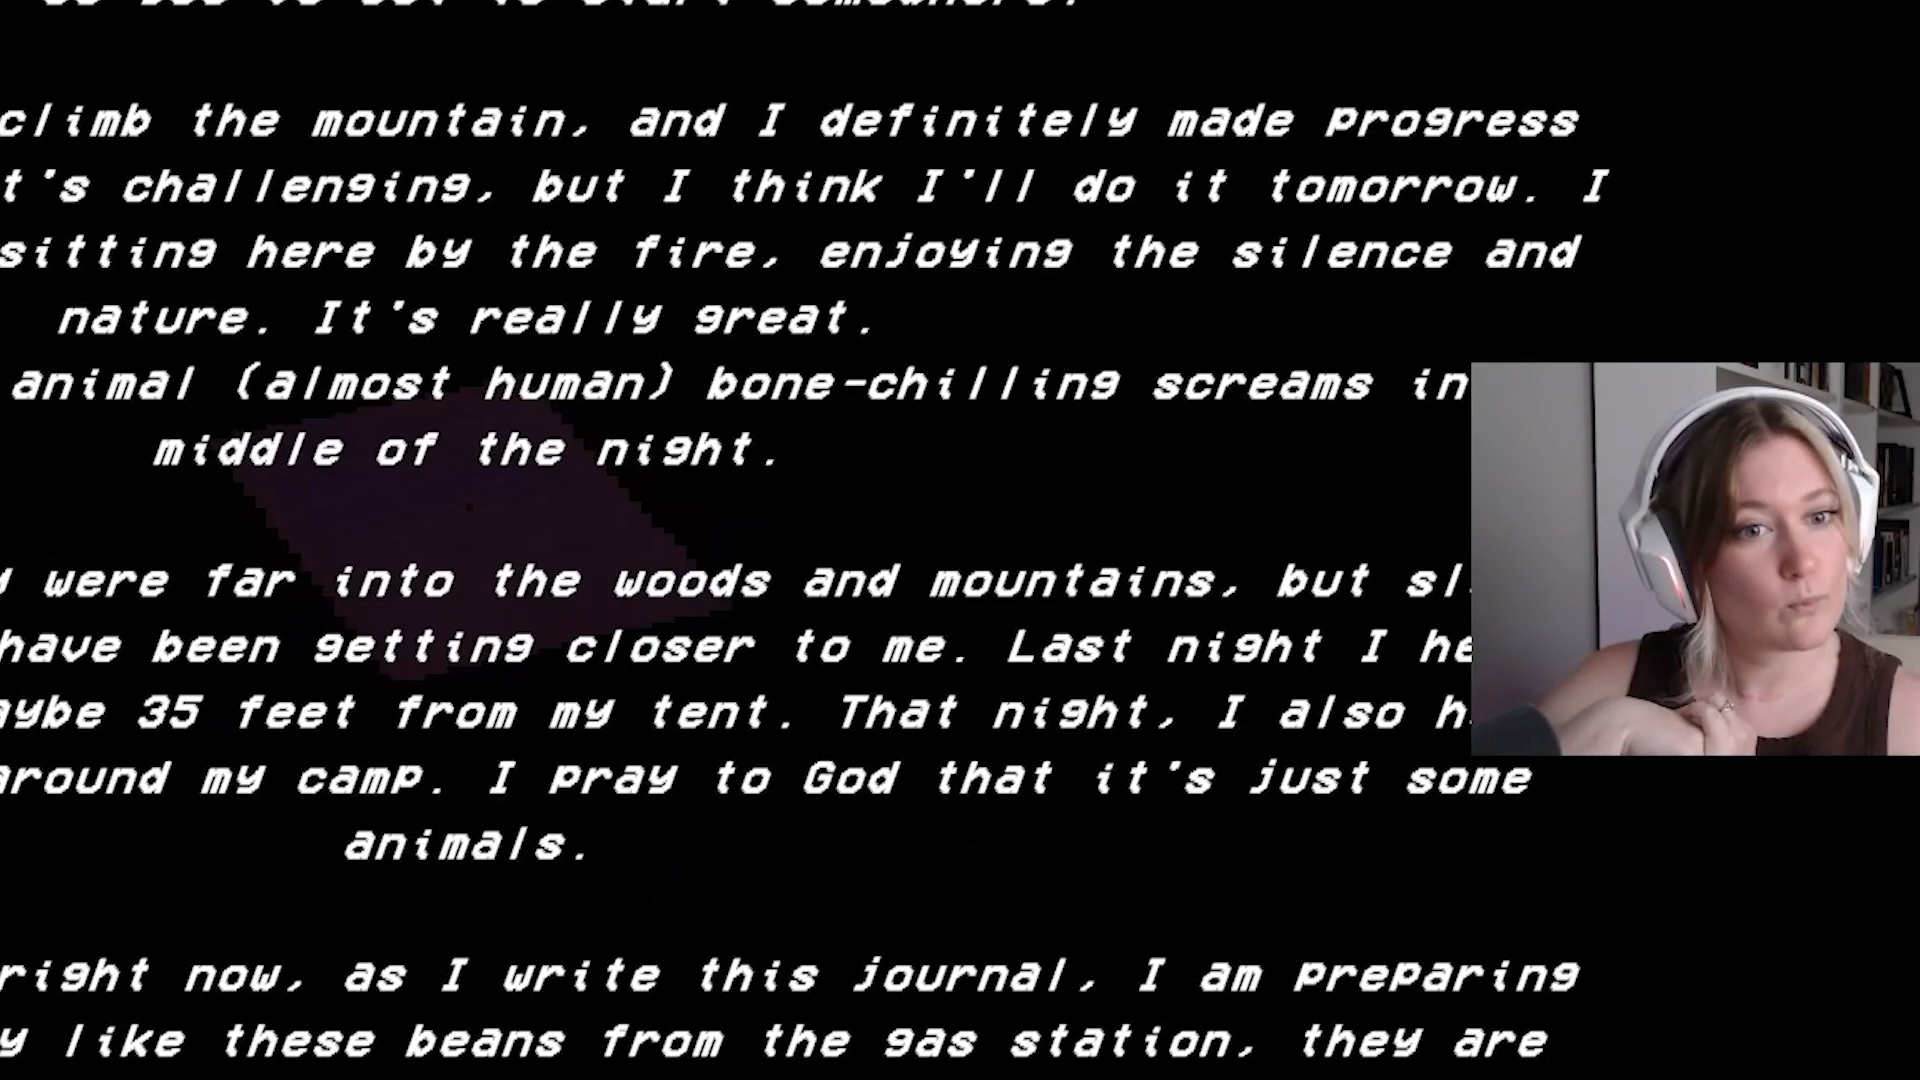 climb the mountain, and I definitely made progress
t's challenging, but I think I'll do it tomorrow. I
sitting here by the fire, enjoying the silence and
nature. It's really great.
animal (almost human) bone-chilling screams in
middle of the night.
were far into the woods and mountains, but
have been getting closer to me. Last night I
35 feet from my tent. That night, I also
around my camp. I pray to God that it's just some
animals.
right now, as I write this journal, I am preparing
like these beans from the gas station, they are